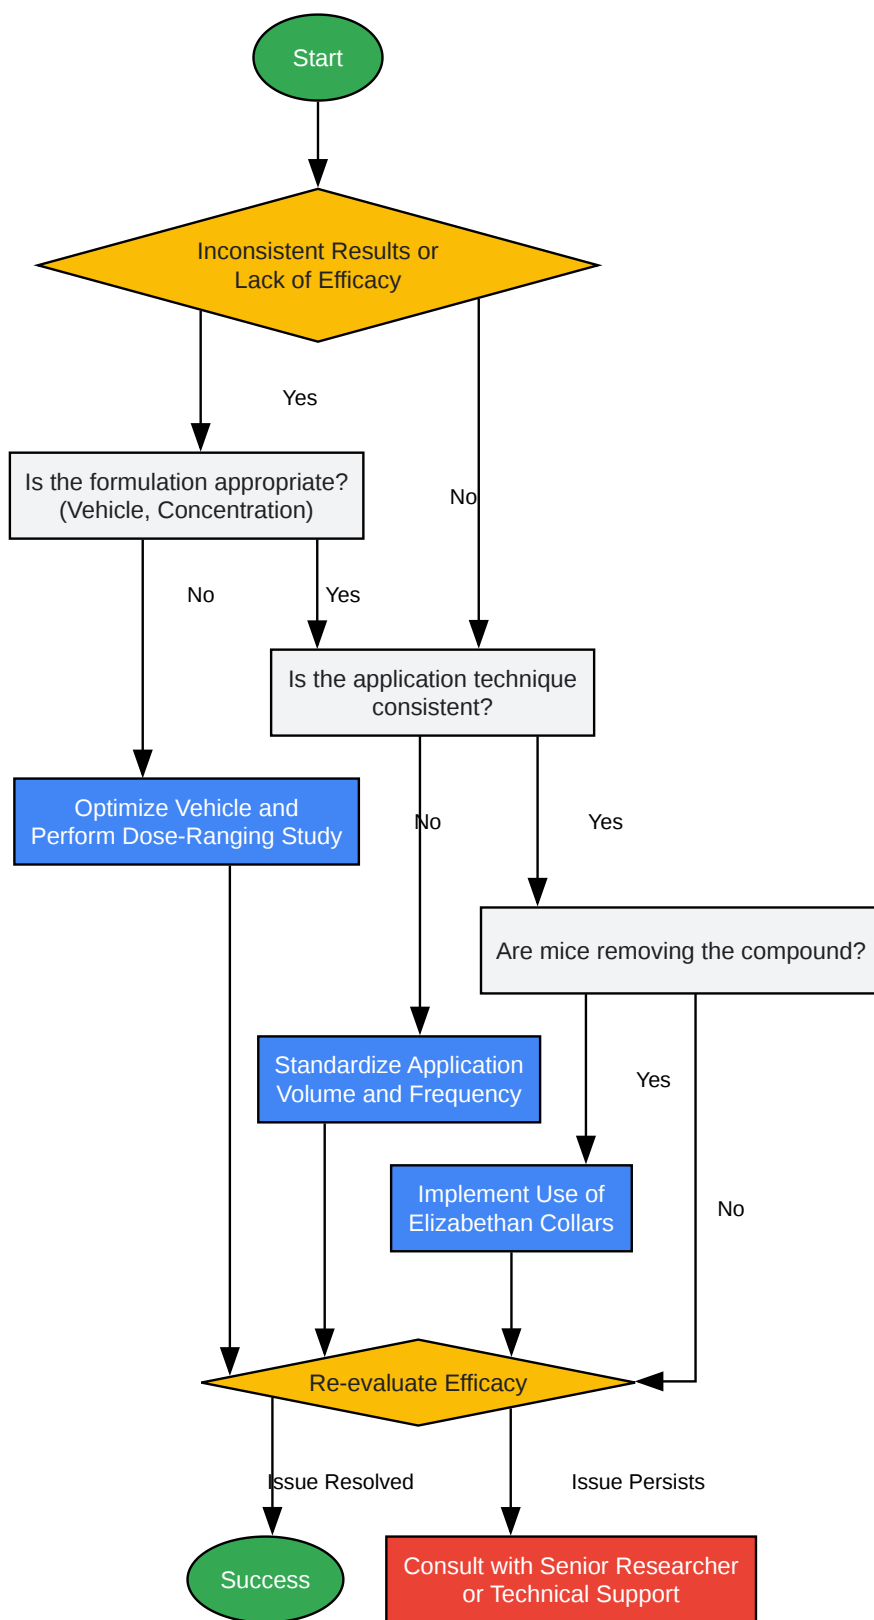 Start
Inconsistent Results or
Lack of Efficacy
Yes
Is the formulation appropriate?
(Vehicle, Concentration)
No
No
Yes
Is the application technique
consistent?
Optimize Vehicle and
Perform Dose-Ranging Study
No
Yes
Are mice removing the compound?
Standardize Application
Volume and Frequency
Yes
Implement Use of
Elizabethan Collars
No
Re-evaluate Efficacy
Issue Resolved
Issue Persists
Success
Consult with Senior Researcher
or Technical Support